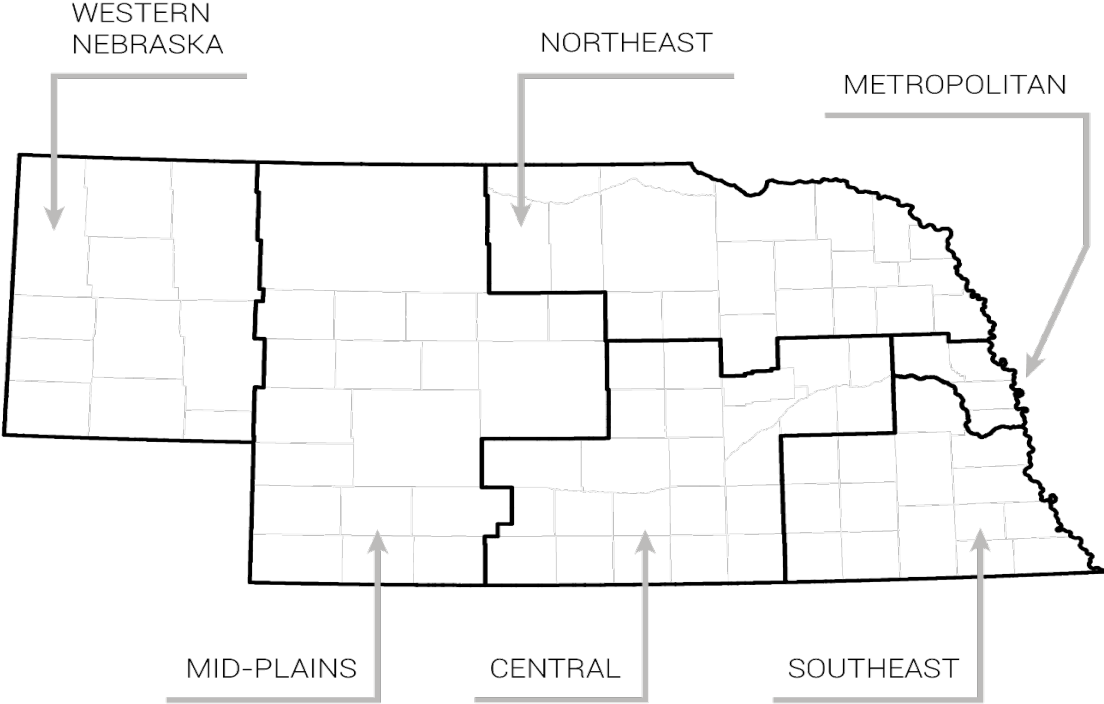 WESTERN
NEBRASKA
NORTHEAST
METROPOLITAN
MID-PLAINS
CENTRAL
SOUTHEAST